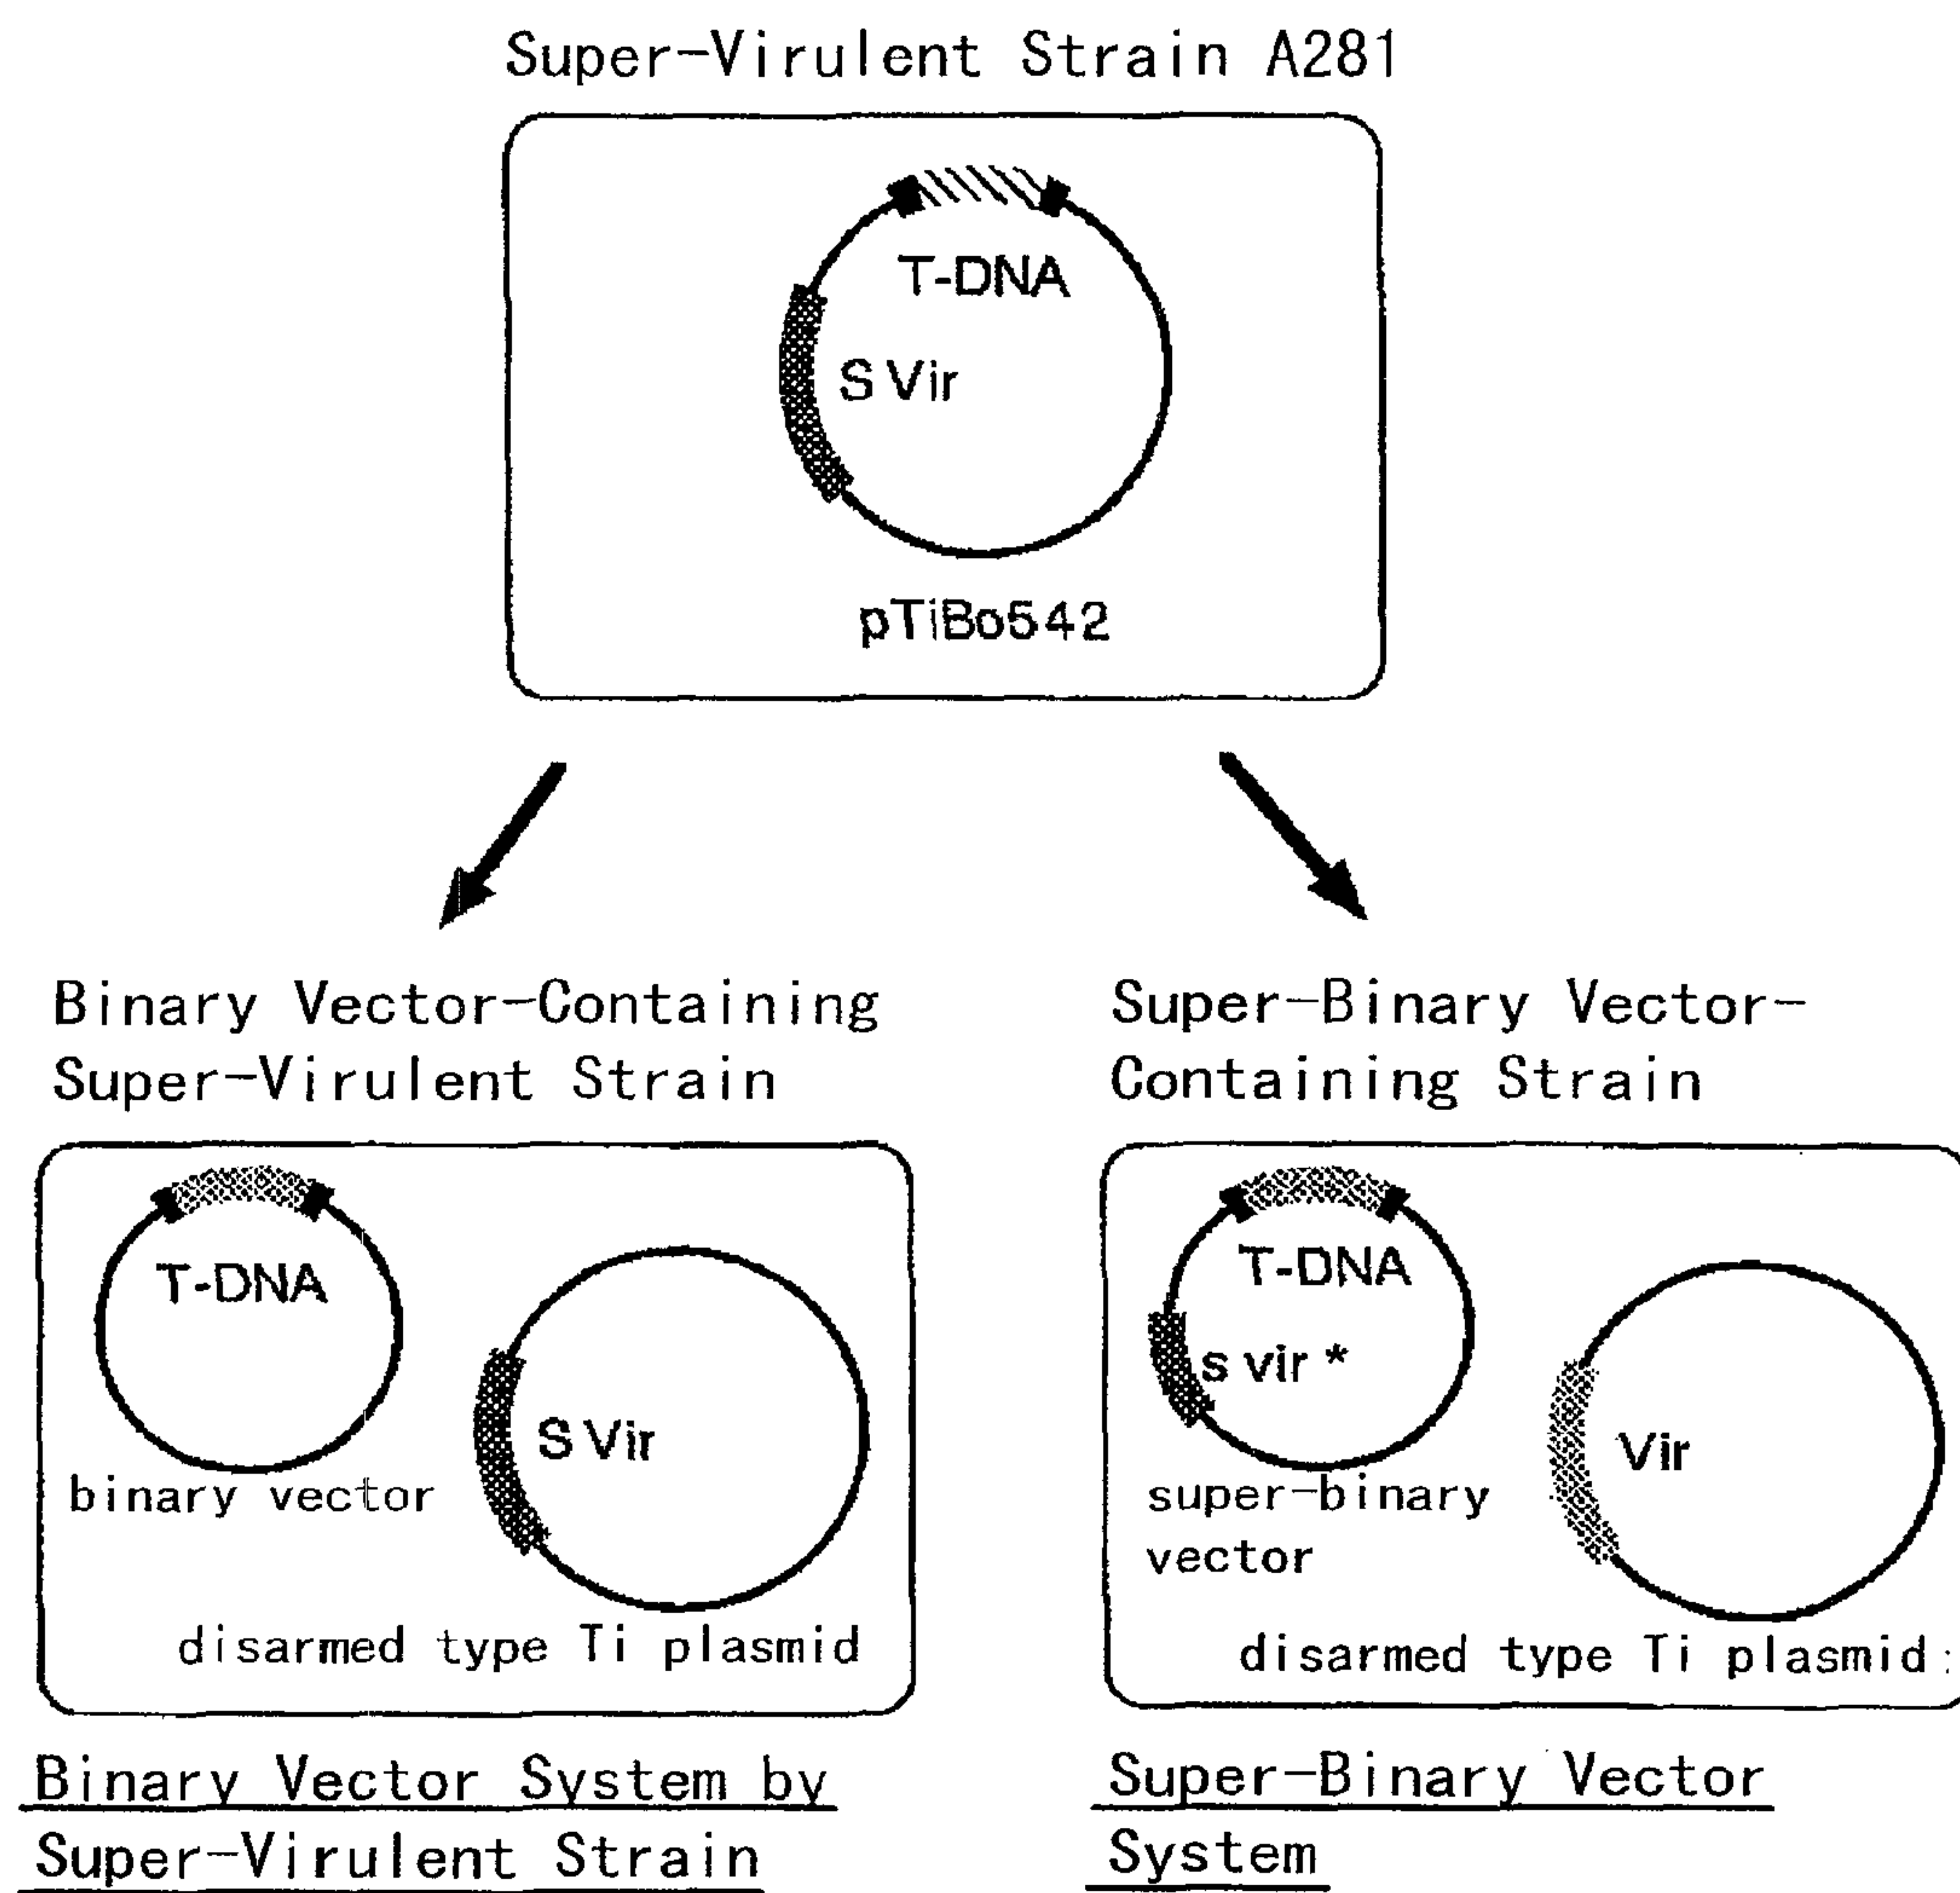 Super-Virulent Strain A281
T-DNA
S Vir
pTiBo542
Binary Vector-Containing
Super-Virulent Strain
T-DNA
S Vir
binary vector
disarmed type Ti plasmid
Binary Vector System by
Super-Virulent Strain
Super-Binary Vector-
Containing Strain
T-DNA
s vir *
Vir
super-binary
vector
disarmed type Ti plasmid
Super-Binary Vector
System